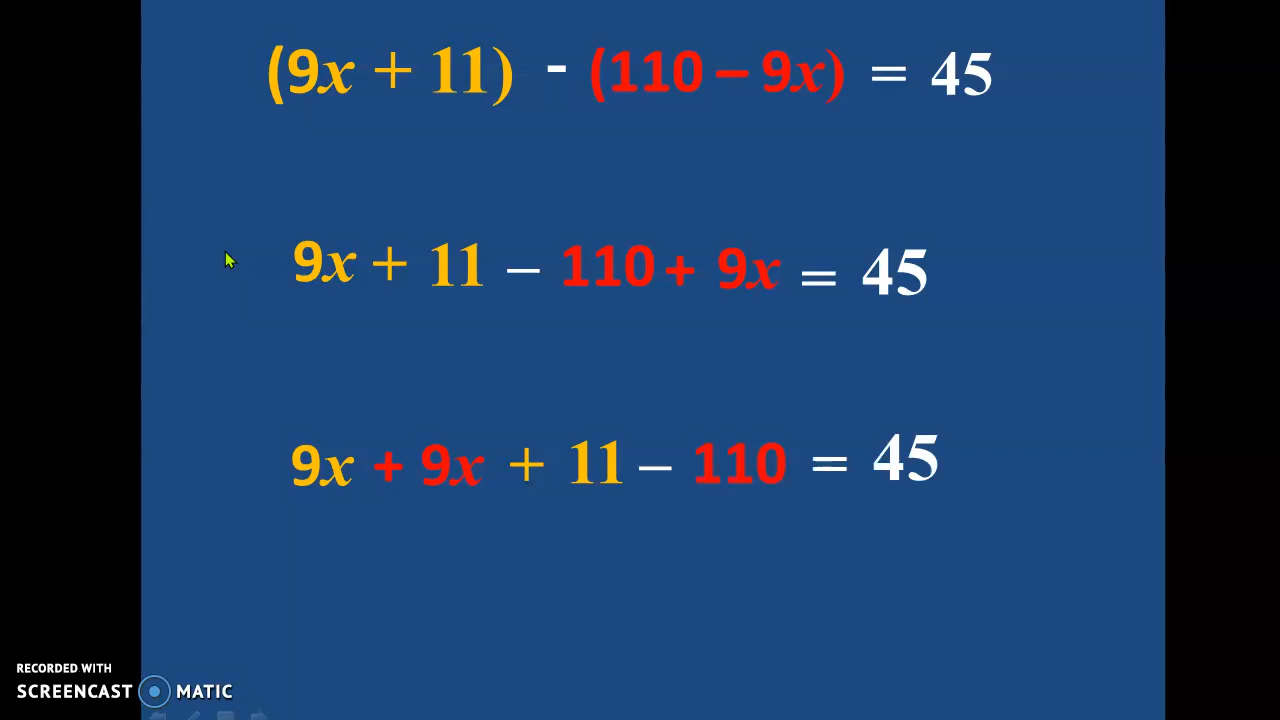 (9x + 11) - (110 – 9x) = 45
9x + 11 – 110 + 9x = 45
9x + 9x + 11 – 110 = 45
RECORDED WITH
SCREENCAST MATIC